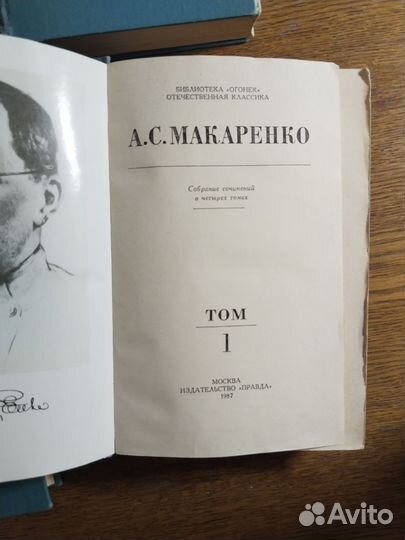 БИБЛИОТЕКА «ОГОНЕК»
ОТЕЧЕСТВЕННАЯ КЛАССИКА
А.С.МАКАРЕНКО
Собрание сочинений
в четырех томах
ТОМ
1
МОСКВА
ИЗДАТЕЛЬСТВО «ПРАВДА»
1987
Avito